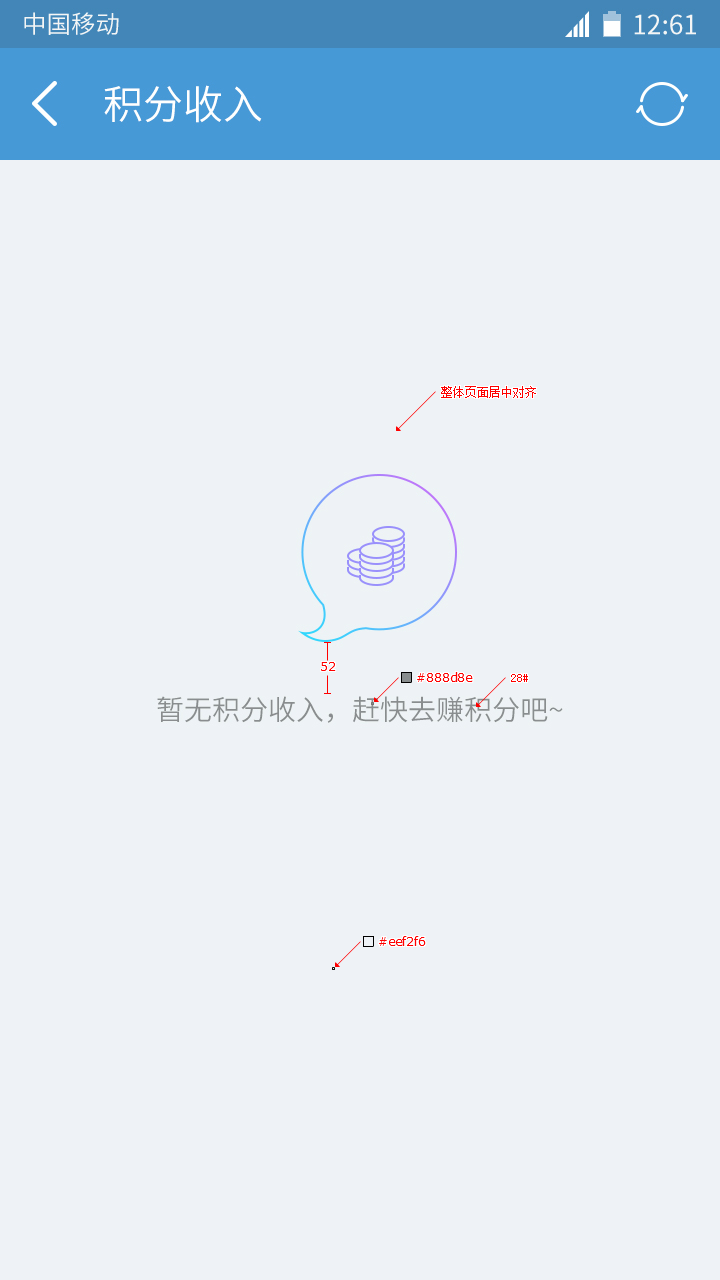 中国移动 12:61
积分收入
整体页面居中对齐
52
#888d8e 28#
暂无积分收入，赶快去赚积分吧~
#eef2f6